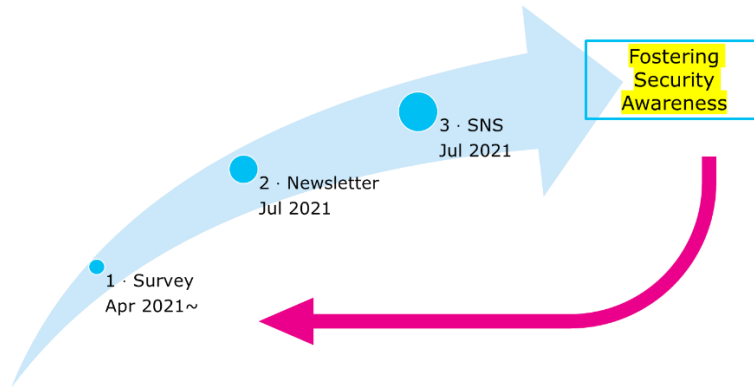 Fostering
Security
Awareness
3 · SNS
Jul 2021
2 · Newsletter
Jul 2021
1 · Survey
Apr 2021~